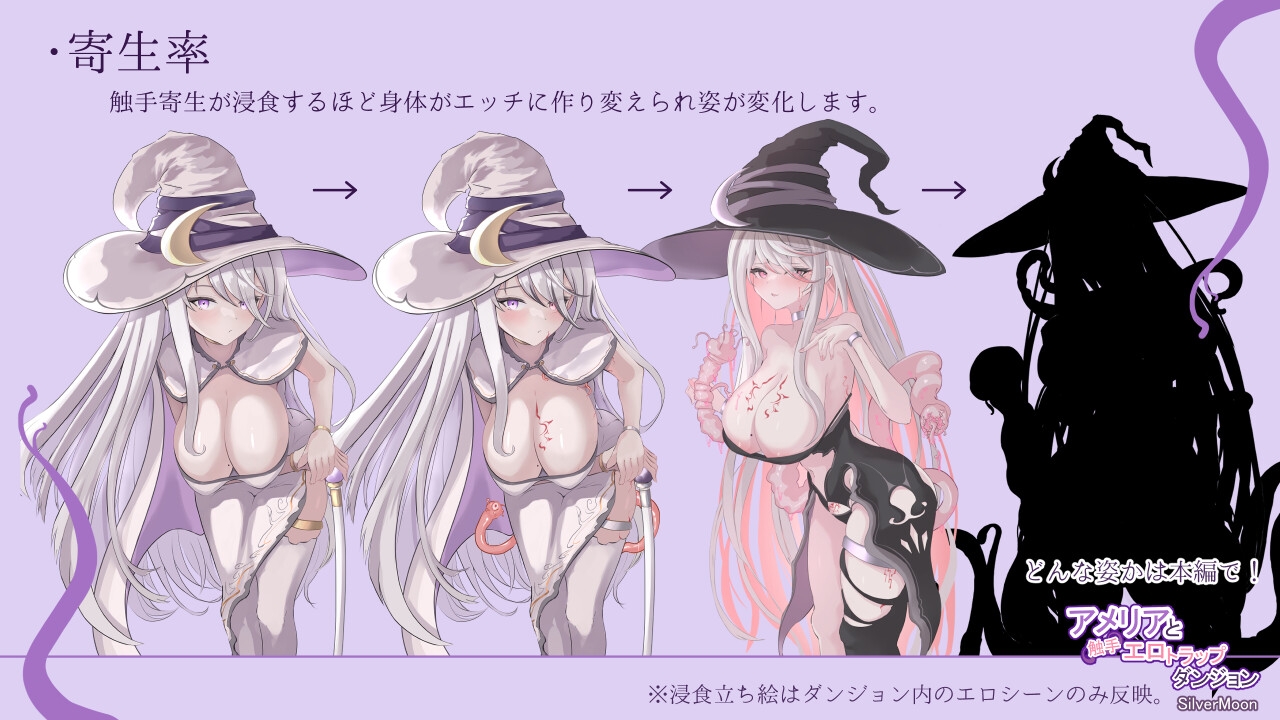 ・寄生率
触手寄生が浸食するほど身体がエッチに作り変えられ姿が変化します。
→ → →
どんな姿かは本編で！
アメリアと
触手エロトラップ
ダンジョン
SilverMoon
※浸食立ち絵はダンジョン内のエロシーンのみ反映。